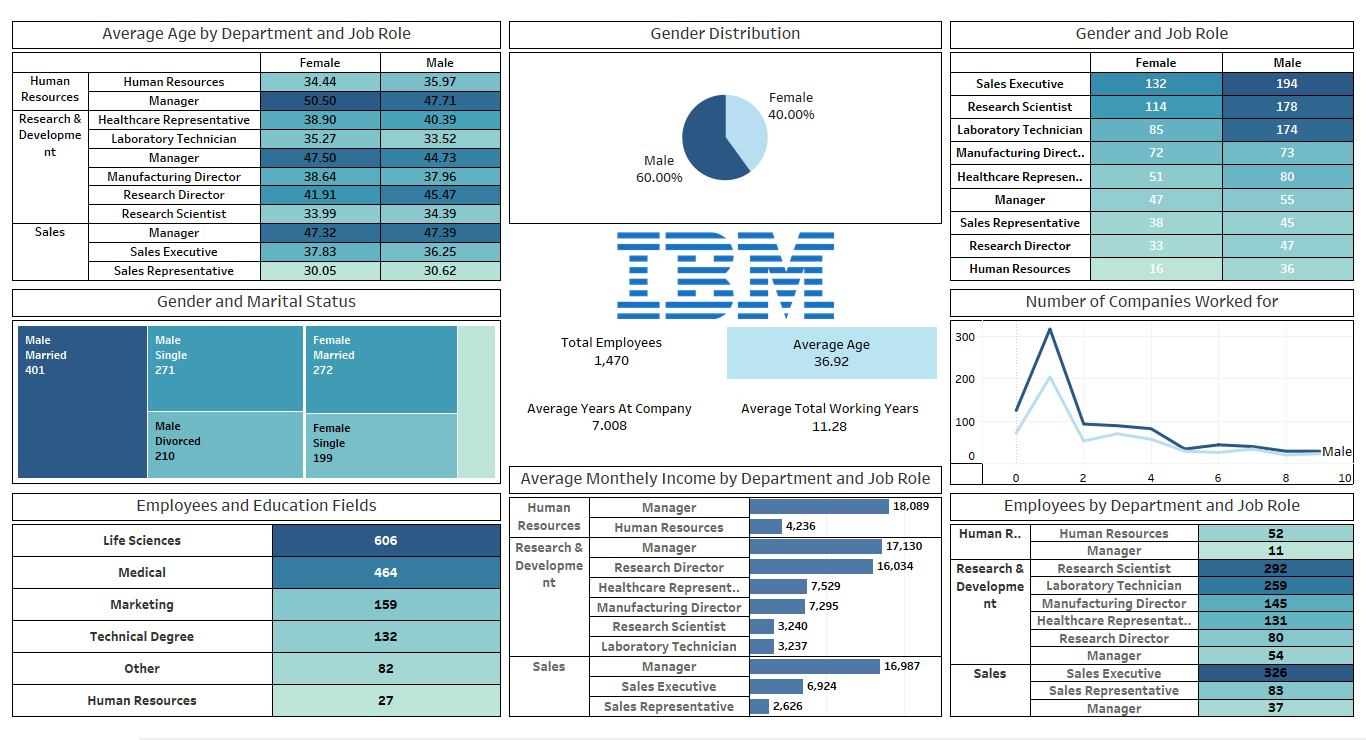 Average Age by Department and Job Role
Female Male
Human Resources Human Resources 34.44 35.97
Manager 50.50 47.71
Research & Developme nt Healthcare Representative 38.90 40.39
Laboratory Technician 35.27 33.52
Manager 47.50 44.73
Manufacturing Director 38.64 37.96
Research Director 41.91 45.47
Research Scientist 33.99 34.39
Sales Manager 47.32 47.39
Sales Executive 37.83 36.25
Sales Representative 30.05 30.62
Gender Distribution
Female
40.00%
Male
60.00%
Gender and Job Role
Female Male
Sales Executive 132 194
Research Scientist 114 178
Laboratory Technician 85 174
Manufacturing Direct.. 72 73
Healthcare Represen.. 51 80
Manager 47 55
Sales Representative 38 45
Research Director 33 47
Human Resources 16 36
Gender and Marital Status
Male
Married
401
Male
Single
271
Male
Divorced
210
Female
Married
272
Female
Single
199
IBM
Total Employees
1,470
Average Age
36.92
Average Years At Company
7.008
Average Total Working Years
11.28
Number of Companies Worked for
300
200
100
0
Male
0 2 4 6 8 10
Employees and Education Fields
Life Sciences 606
Medical 464
Marketing 159
Technical Degree 132
Other 82
Human Resources 27
Average Monthely Income by Department and Job Role
Human Resources Manager 18,089
Human Resources 4,236
Research & Developme nt Manager 17,130
Research Director 16,034
Healthcare Represent.. 7,529
Manufacturing Director 7,295
Research Scientist 3,240
Laboratory Technician 3,237
Sales Manager 16,987
Sales Executive 6,924
Sales Representative 2,626
Employees by Department and Job Role
Human R.. Human Resources 52
Manager 11
Research & Developme nt Research Scientist 292
Laboratory Technician 259
Manufacturing Director 145
Healthcare Representat.. 131
Research Director 80
Manager 54
Sales Sales Executive 326
Sales Representative 83
Manager 37